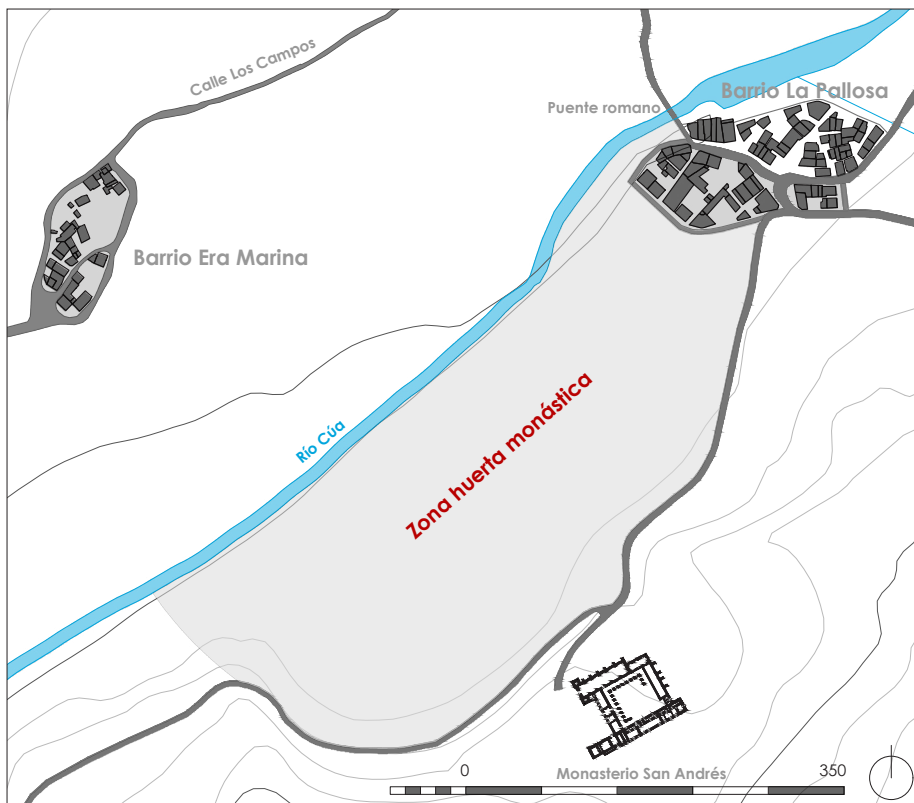 Calle Los Campos
Barrio La Pallosa
Puente romano
Barrio Era Marina
Río Cúa
Zona huerta monástica
0
Monasterio San Andrés
350